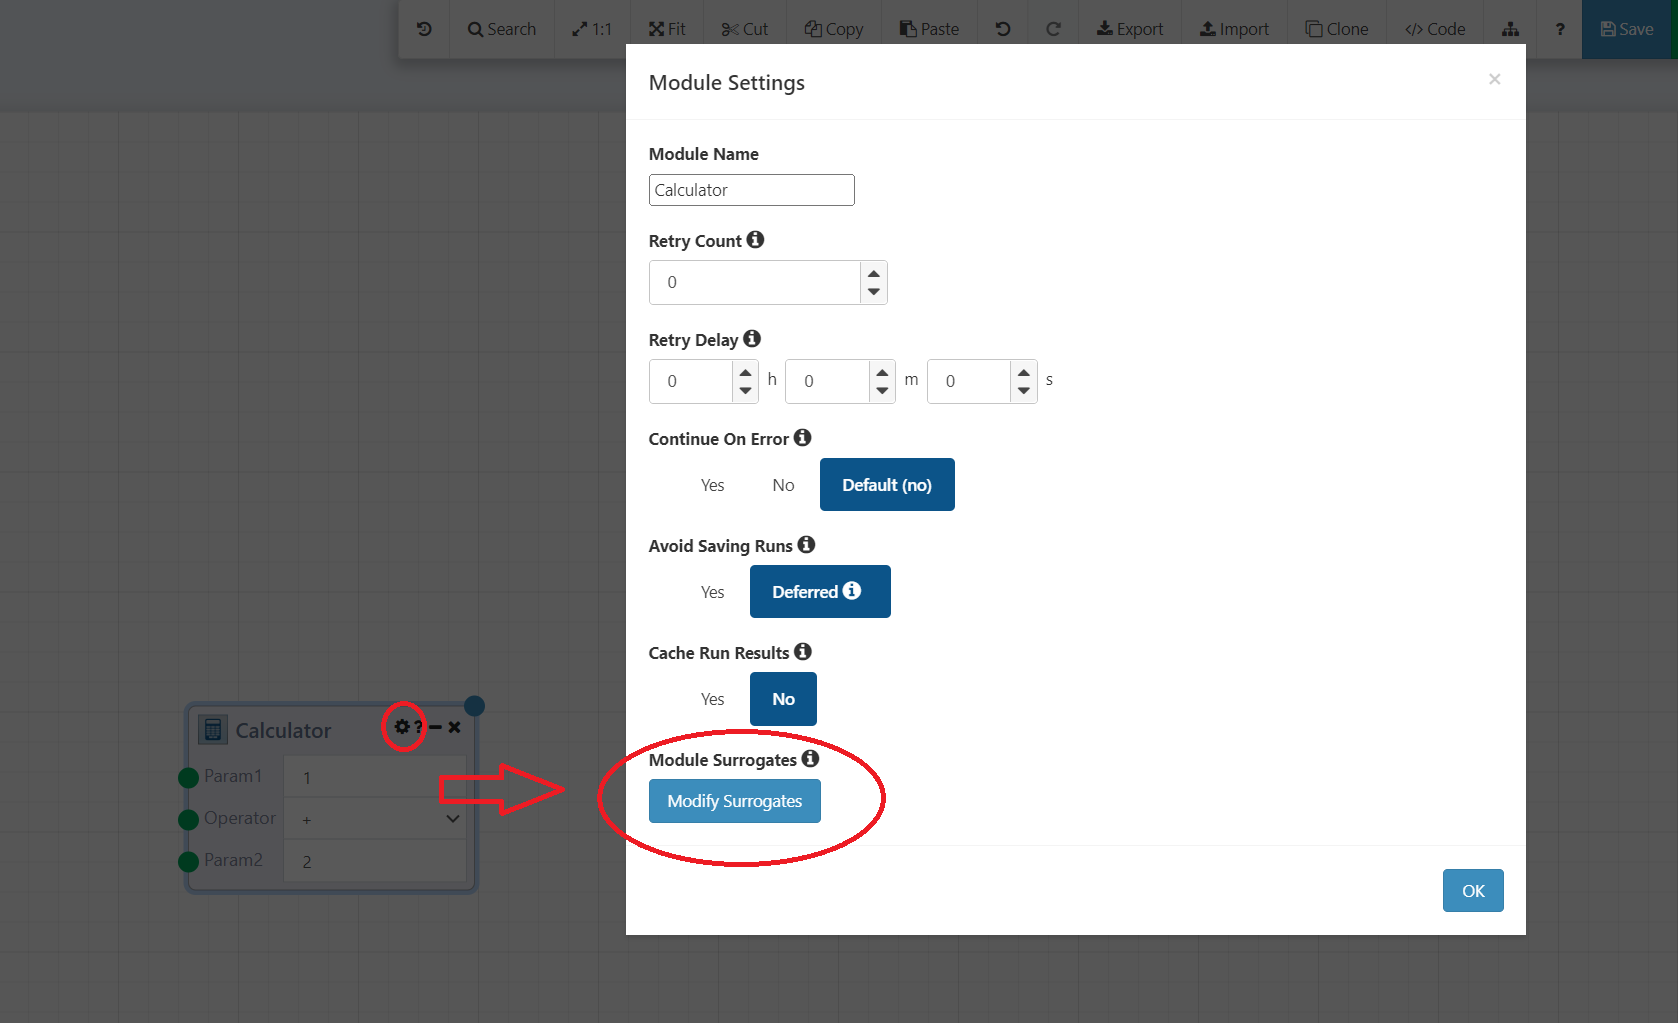 Search 1:1 Fit Cut Copy Paste Export Import Clone Code ? Save
Module Settings ×
Module Name
Calculator
Retry Count
0
Retry Delay
0 h 0 m 0 s
Continue On Error
Yes No Default (no)
Avoid Saving Runs
Yes Deferred
Cache Run Results
Yes No
Module Surrogates
Modify Surrogates
OK
Calculator ?
Param1 1
Operator +
Param2 2